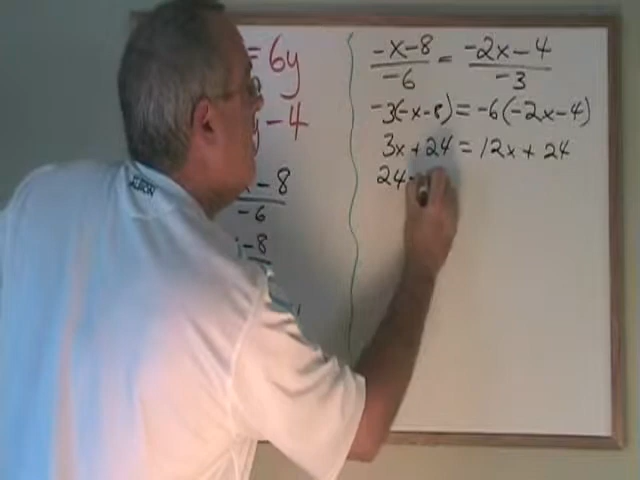 = 6y
y - 4
x - 8
-6
-8
-x-8/-6 = -2x-4/-3
-3(-x-8) = -6(-2x-4)
3x + 24 = 12x + 24
24-